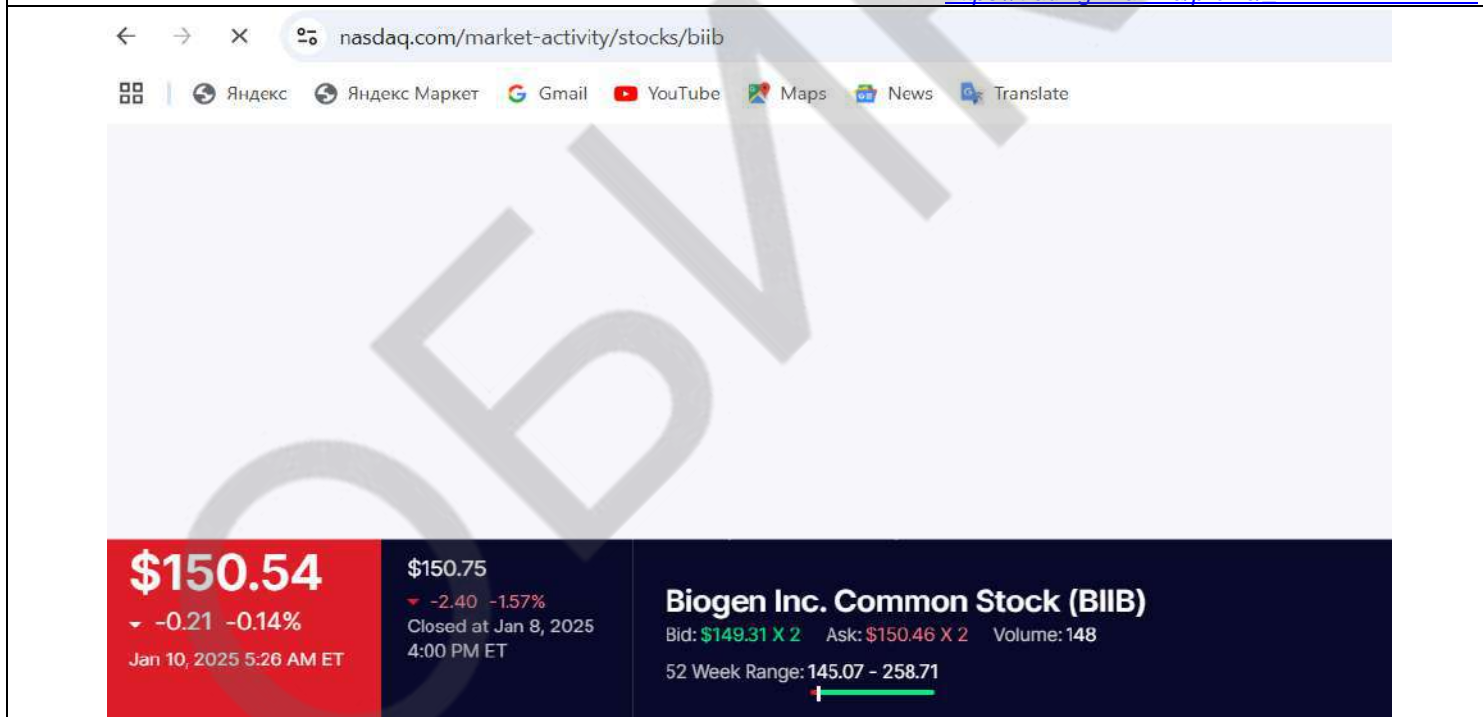 nasdaq.com/market-activity/stocks/biib
Яндекс Яндекс Маркет Gmail YouTube Maps News Translate
$150.54
-0.21 -0.14%
Jan 10, 2025 5:26 AM ET
$150.75
-2.40 -1.57%
Closed at Jan 8, 2025
4:00 PM ET
Biogen Inc. Common Stock (BIIB)
Bid: $149.31 X 2 Ask: $150.46 X 2 Volume: 148
52 Week Range: 145.07 - 258.71